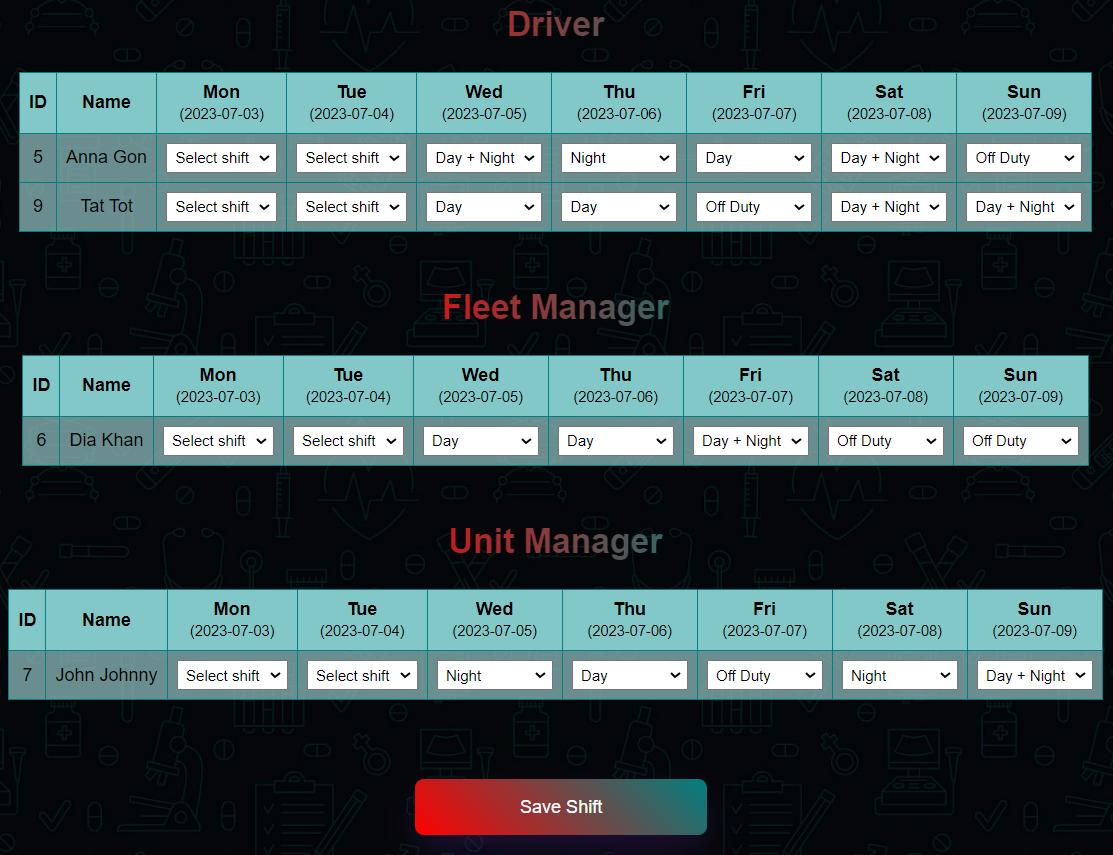 Driver
ID Name Mon Tue Wed Thu Fri Sat Sun
(2023-07-03) (2023-07-04) (2023-07-05) (2023-07-06) (2023-07-07) (2023-07-08) (2023-07-09)
5 Anna Gon Select shift Select shift Day + Night Night Day Day + Night Off Duty
9 Tat Tot Select shift Select shift Day Day Off Duty Day + Night Day + Night
Fleet Manager
ID Name Mon Tue Wed Thu Fri Sat Sun
(2023-07-03) (2023-07-04) (2023-07-05) (2023-07-06) (2023-07-07) (2023-07-08) (2023-07-09)
6 Dia Khan Select shift Select shift Day Day Day + Night Off Duty Off Duty
Unit Manager
ID Name Mon Tue Wed Thu Fri Sat Sun
(2023-07-03) (2023-07-04) (2023-07-05) (2023-07-06) (2023-07-07) (2023-07-08) (2023-07-09)
7 John Johnny Select shift Select shift Night Day Off Duty Night Day + Night
Save Shift